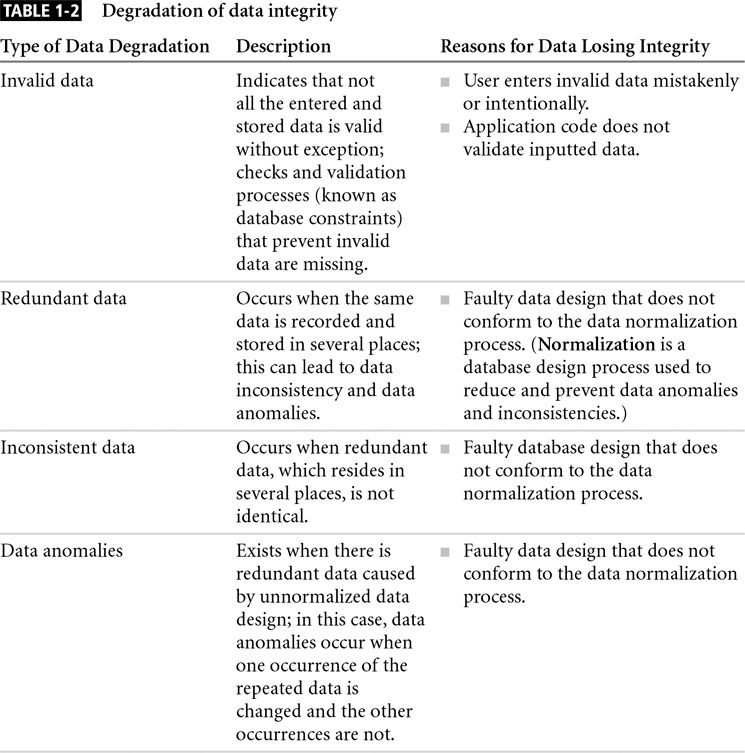 TABLE 1-2 Degradation of data integrity
Type of Data Degradation Description Reasons for Data Losing Integrity
Invalid data
Indicates that not
all the entered and
stored data is valid
without exception;
checks and validation
processes (known as
database constraints)
that prevent invalid
data are missing.
■ User enters invalid data mistakenly
or intentionally.
■ Application code does not
validate inputted data.
Redundant data
Occurs when the same
data is recorded and
stored in several places;
this can lead to data
inconsistency and data
anomalies.
■ Faulty data design that does not
conform to the data normalization
process. (Normalization is a
database design process used to
reduce and prevent data anomalies
and inconsistencies.)
Inconsistent data
Occurs when redundant
data, which resides in
several places, is not
identical.
■ Faulty database design that does
not conform to the data
normalization process.
Data anomalies
Exists when there is
redundant data caused
by unnormalized data
design; in this case, data
anomalies occur when
one occurrence of the
repeated data is
changed and the other
occurrences are not.
■ Faulty data design that does not
conform to the data normalization
process.